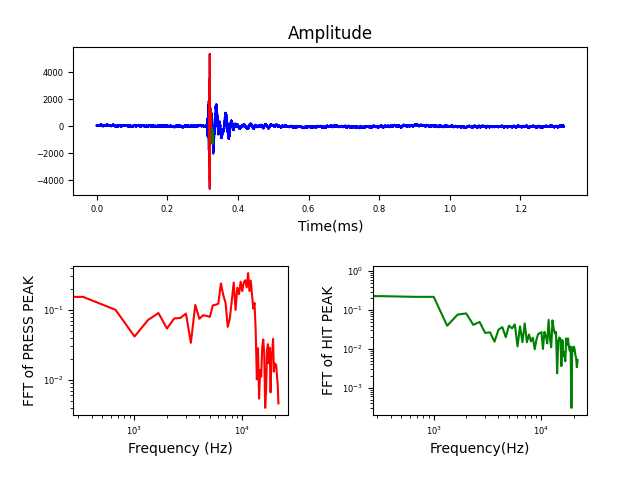 Amplitude
4000
2000
0
−2000
−4000
0.0 0.2 0.4 0.6 0.8 1.0 1.2
Time(ms)
FFT of PRESS PEAK
10⁻¹
10⁻²
10³ 10⁴
Frequency (Hz)
FFT of HIT PEAK
10⁰
10⁻¹
10⁻²
10⁻³
10³ 10⁴
Frequency(Hz)